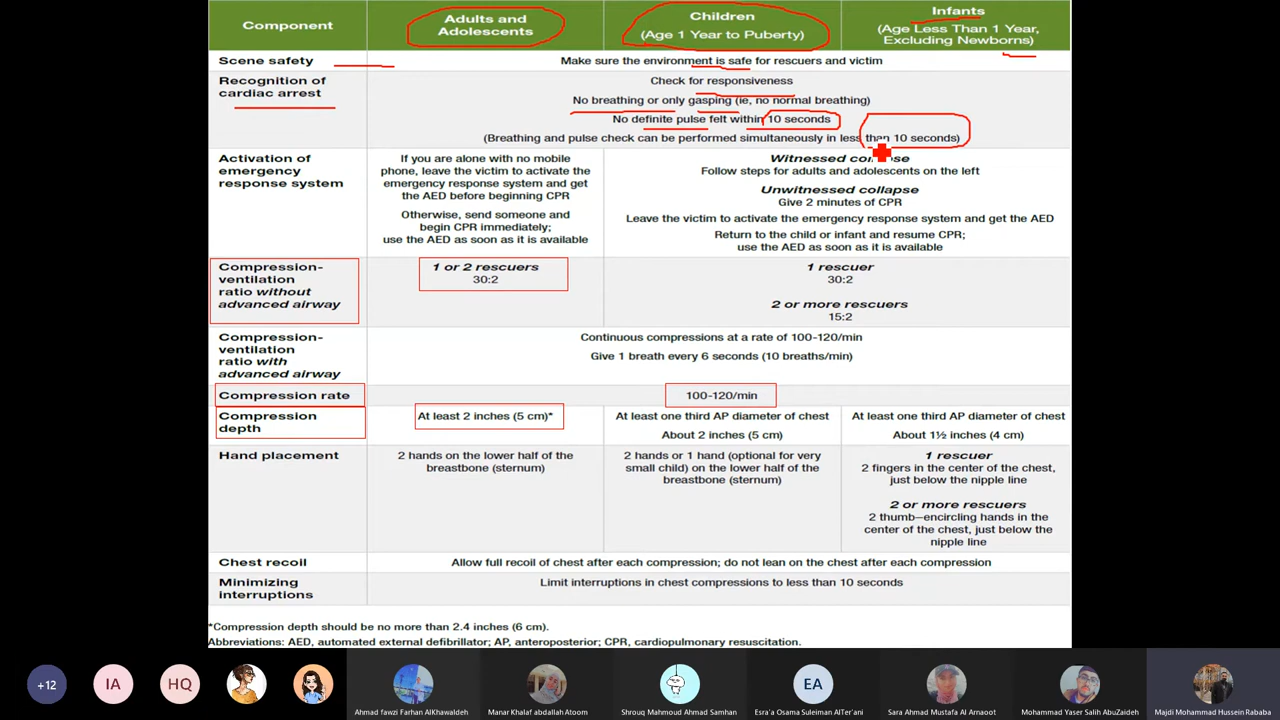 Component
Adults and
Adolescents
Children
(Age 1 Year to Puberty)
Infants
(Age Less Than 1 Year,
Excluding Newborns)
Scene safety
Make sure the environment is safe for rescuers and victim
Recognition of
cardiac arrest
Check for responsiveness
No breathing or only gasping (ie, no normal breathing)
No definite pulse felt within 10 seconds
(Breathing and pulse check can be performed simultaneously in less than 10 seconds)
Activation of
emergency
response system
If you are alone with no mobile
phone, leave the victim to activate the
emergency response system and get
the AED before beginning CPR
Otherwise, send someone and
begin CPR immediately;
use the AED as soon as it is available
Witnessed collapse
Follow steps for adults and adolescents on the left
Unwitnessed collapse
Give 2 minutes of CPR
Leave the victim to activate the emergency response system and get the AED
Return to the child or infant and resume CPR;
use the AED as soon as it is available
Compression-
ventilation
ratio without
advanced airway
1 or 2 rescuers
30:2
1 rescuer
30:2
2 or more rescuers
15:2
Compression-
ventilation
ratio with
advanced airway
Continuous compressions at a rate of 100-120/min
Give 1 breath every 6 seconds (10 breaths/min)
Compression rate
100-120/min
Compression
depth
At least 2 inches (5 cm)*
At least one third AP diameter of chest
About 2 inches (5 cm)
At least one third AP diameter of chest
About 1½ inches (4 cm)
Hand placement
2 hands on the lower half of the
breastbone (sternum)
2 hands or 1 hand (optional for very
small child) on the lower half of the
breastbone (sternum)
1 rescuer
2 fingers in the center of the chest,
just below the nipple line
2 or more rescuers
2 thumb–encircling hands in the
center of the chest, just below the
nipple line
Chest recoil
Allow full recoil of chest after each compression; do not lean on the chest after each compression
Minimizing
interruptions
Limit interruptions in chest compressions to less than 10 seconds
*Compression depth should be no more than 2.4 inches (6 cm).
Abbreviations: AED, automated external defibrillator; AP, anteroposterior; CPR, cardiopulmonary resuscitation.
+12
IA
HQ
EA
Ahmad fawzi Farhan AlKhawaldeh
Manar Khalaf abdallah Atoom
Shroug Mahmoud Ahmad Samhan
Esra'a Osama Suleiman AlTer'ani
Sara Ahmad Mustafa Al Arnaoot
Mohammad Yaser Salih AbuZaideh
Majdi Mohammad Hussein Rababa